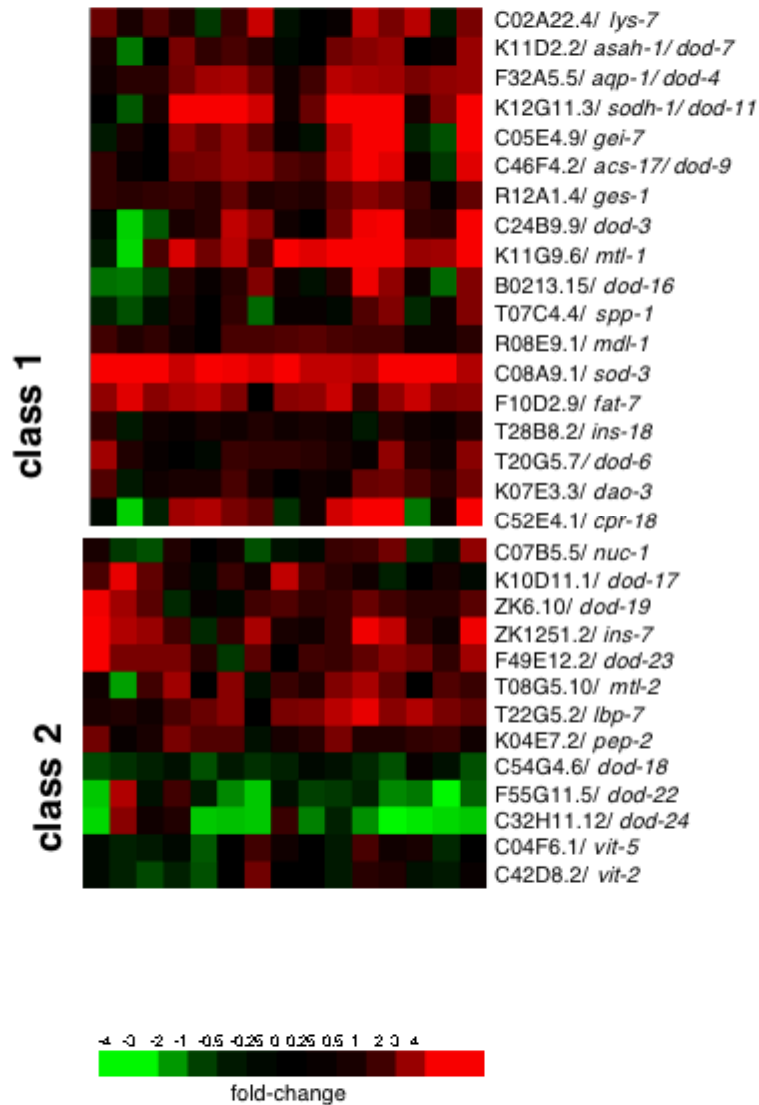 C02A22.4/ lys-7
K11D2.2/ asah-1/ dod-7
F32A5.5/ aqp-1/ dod-4
K12G11.3/ sodh-1/ dod-11
C05E4.9/ gei-7
C46F4.2/ acs-17/ dod-9
R12A1.4/ ges-1
C24B9.9/ dod-3
K11G9.6/ mtl-1
B0213.15/ dod-16
T07C4.4/ spp-1
R08E9.1/ mdl-1
C08A9.1/ sod-3
F10D2.9/ fat-7
T28B8.2/ ins-18
T20G5.7/ dod-6
K07E3.3/ dao-3
C52E4.1/ cpr-18
class 1
C07B5.5/ nuc-1
K10D11.1/ dod-17
ZK6.10/ dod-19
ZK1251.2/ ins-7
F49E12.2/ dod-23
T08G5.10/ mtl-2
T22G5.2/ lbp-7
K04E7.2/ pep-2
C54G4.6/ dod-18
F55G11.5/ dod-22
C32H11.12/ dod-24
C04F6.1/ vit-5
C42D8.2/ vit-2
class 2
-4 -3 -2 -1 -0.5 -0.25 0 0.25 0.5 1 2 3 4
fold-change